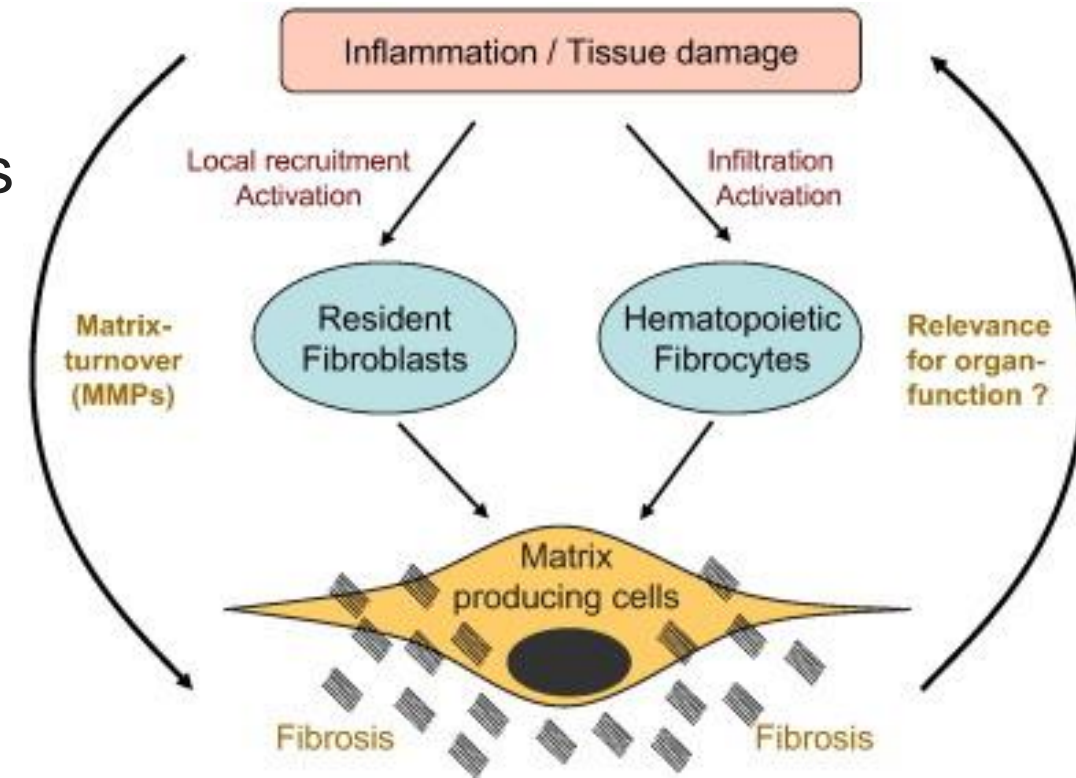 Inflammation / Tissue damage
s
Local recruitment
Activation
Infiltration
Activation
Resident
Fibroblasts
Hematopoietic
Fibrocytes
Matrix-
turnover
(MMPs)
Relevance
for organ-
function ?
Matrix
producing cells
Fibrosis
Fibrosis